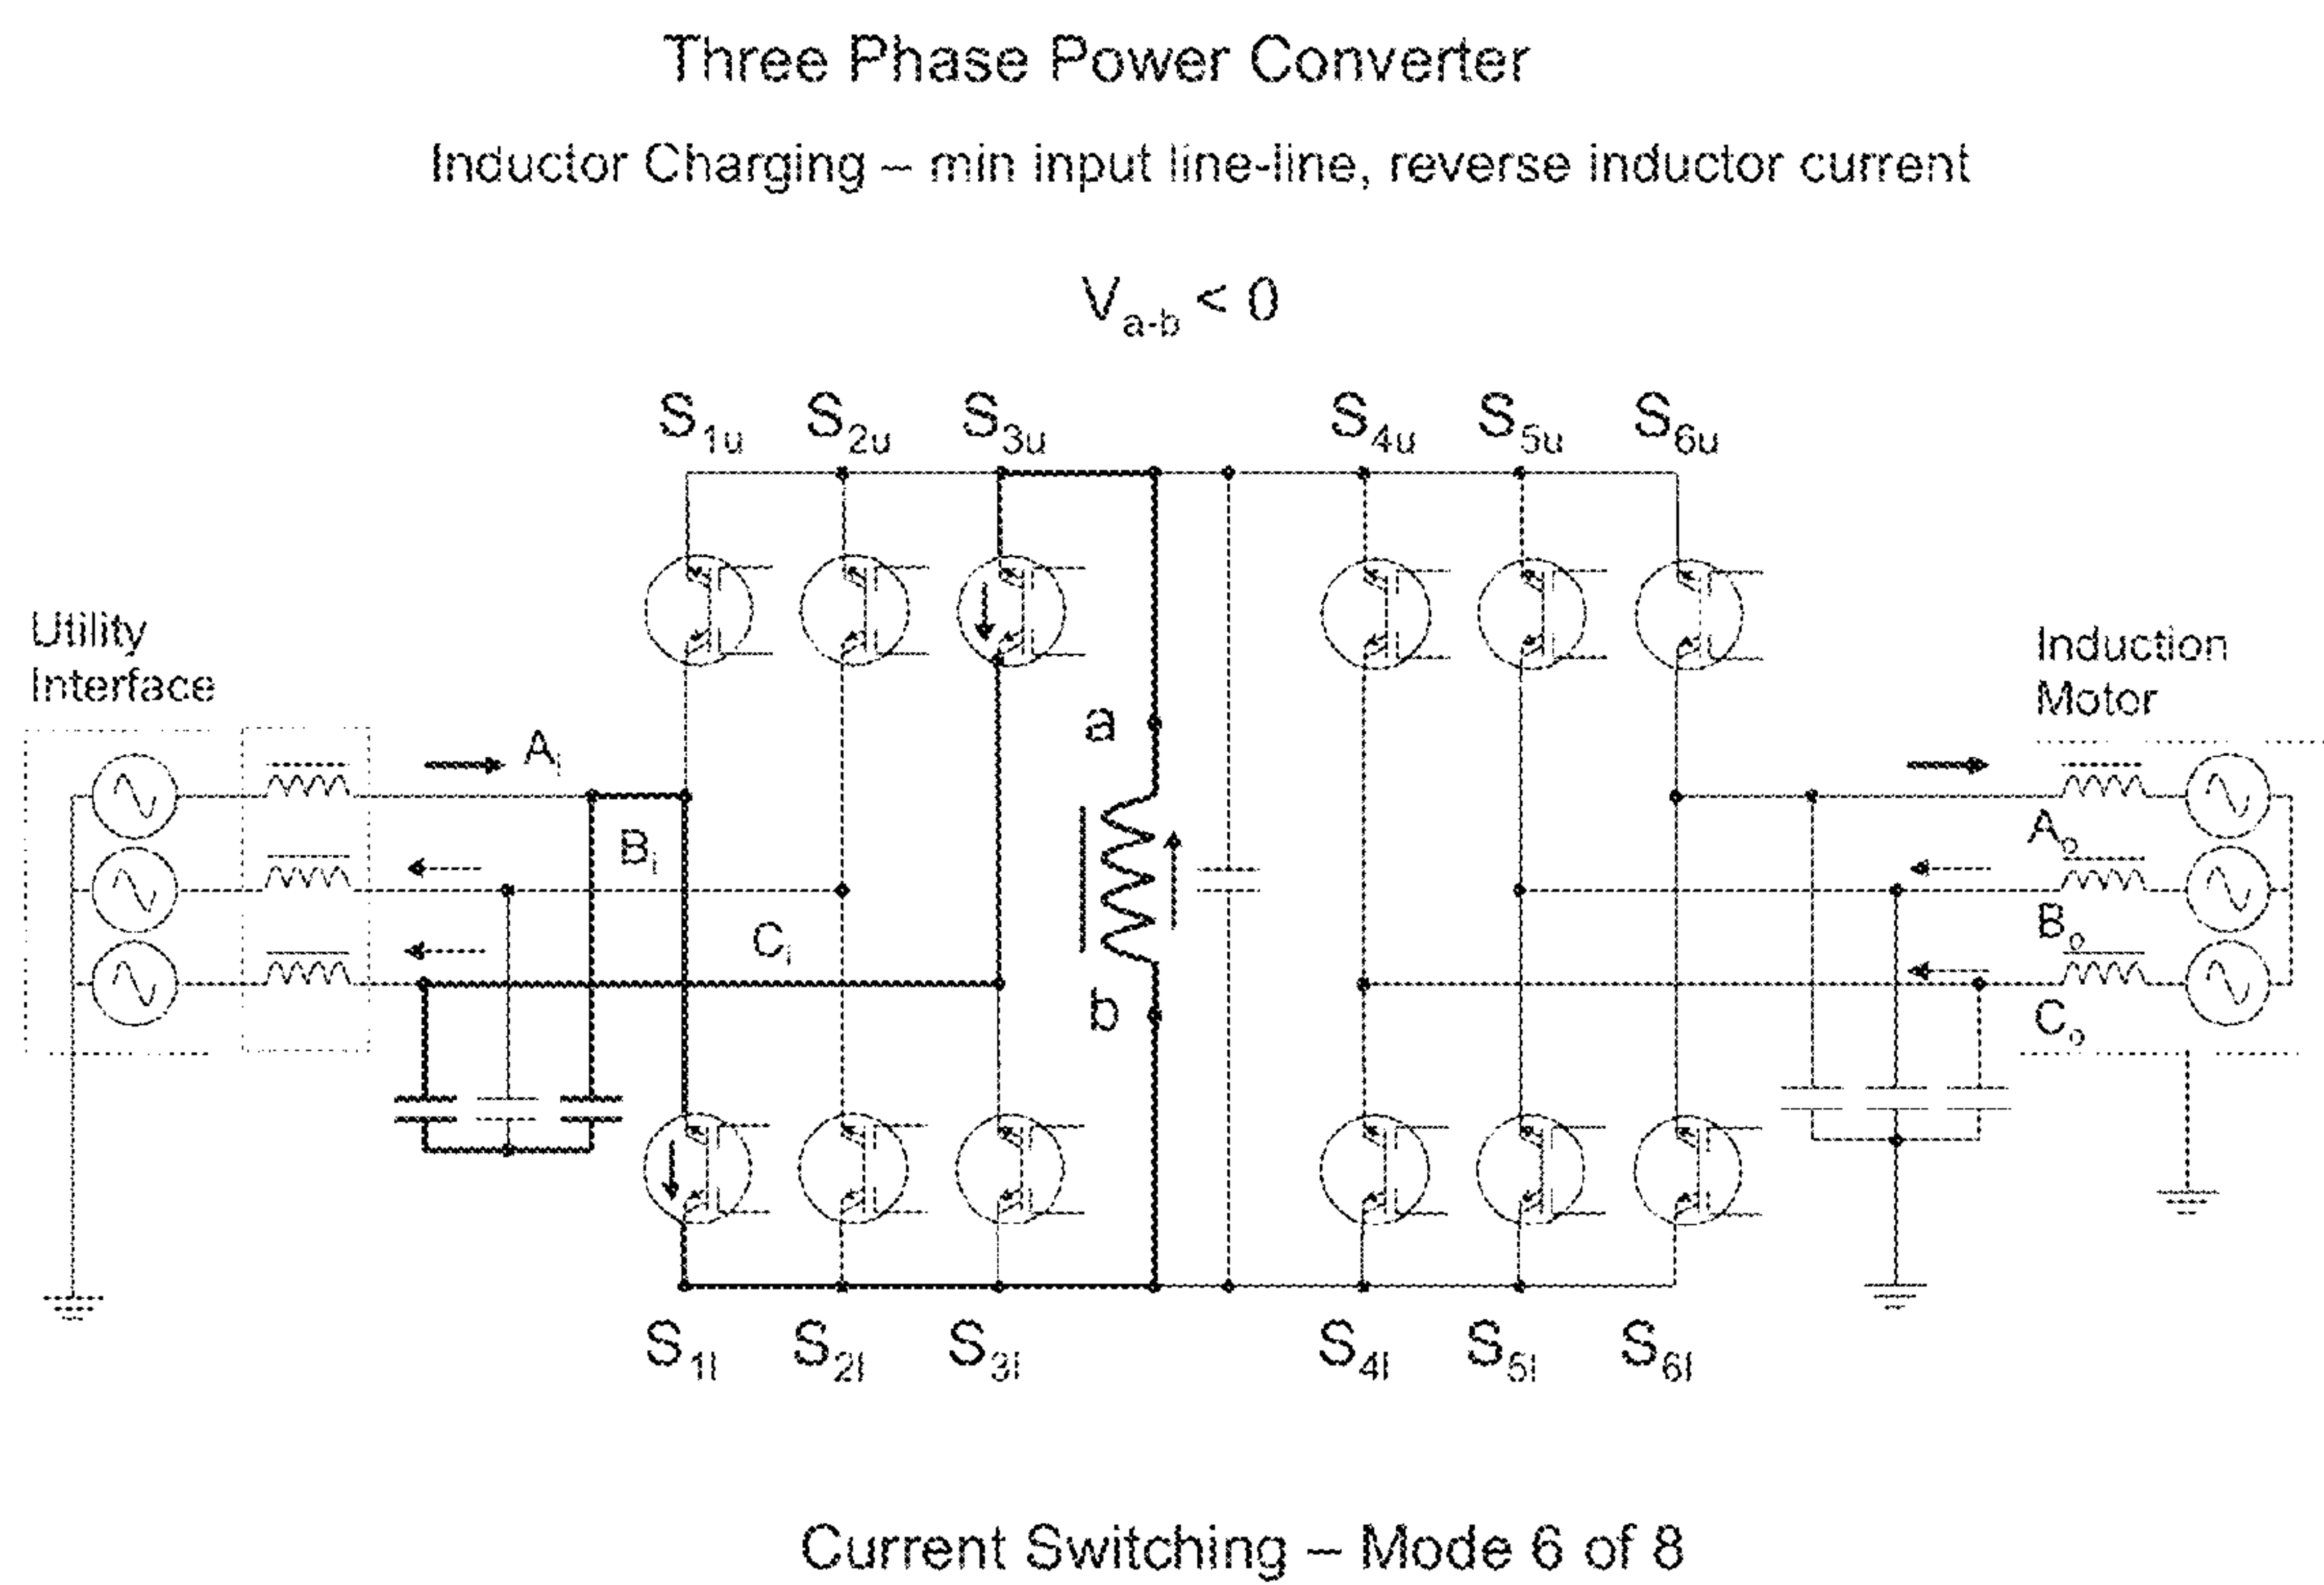 Three Phase Power Converter
Inductor Charging – min input line-line, reverse inductor current
Va-b < 0
S1u S2u S3u S4u S5u S6u
Utility
Interface
Induction
Motor
a
Ai
Bi
Ao
Ci
Bo
b
Co
S1l S2l S3l S4l S5l S6l
Current Switching – Mode 6 of 8